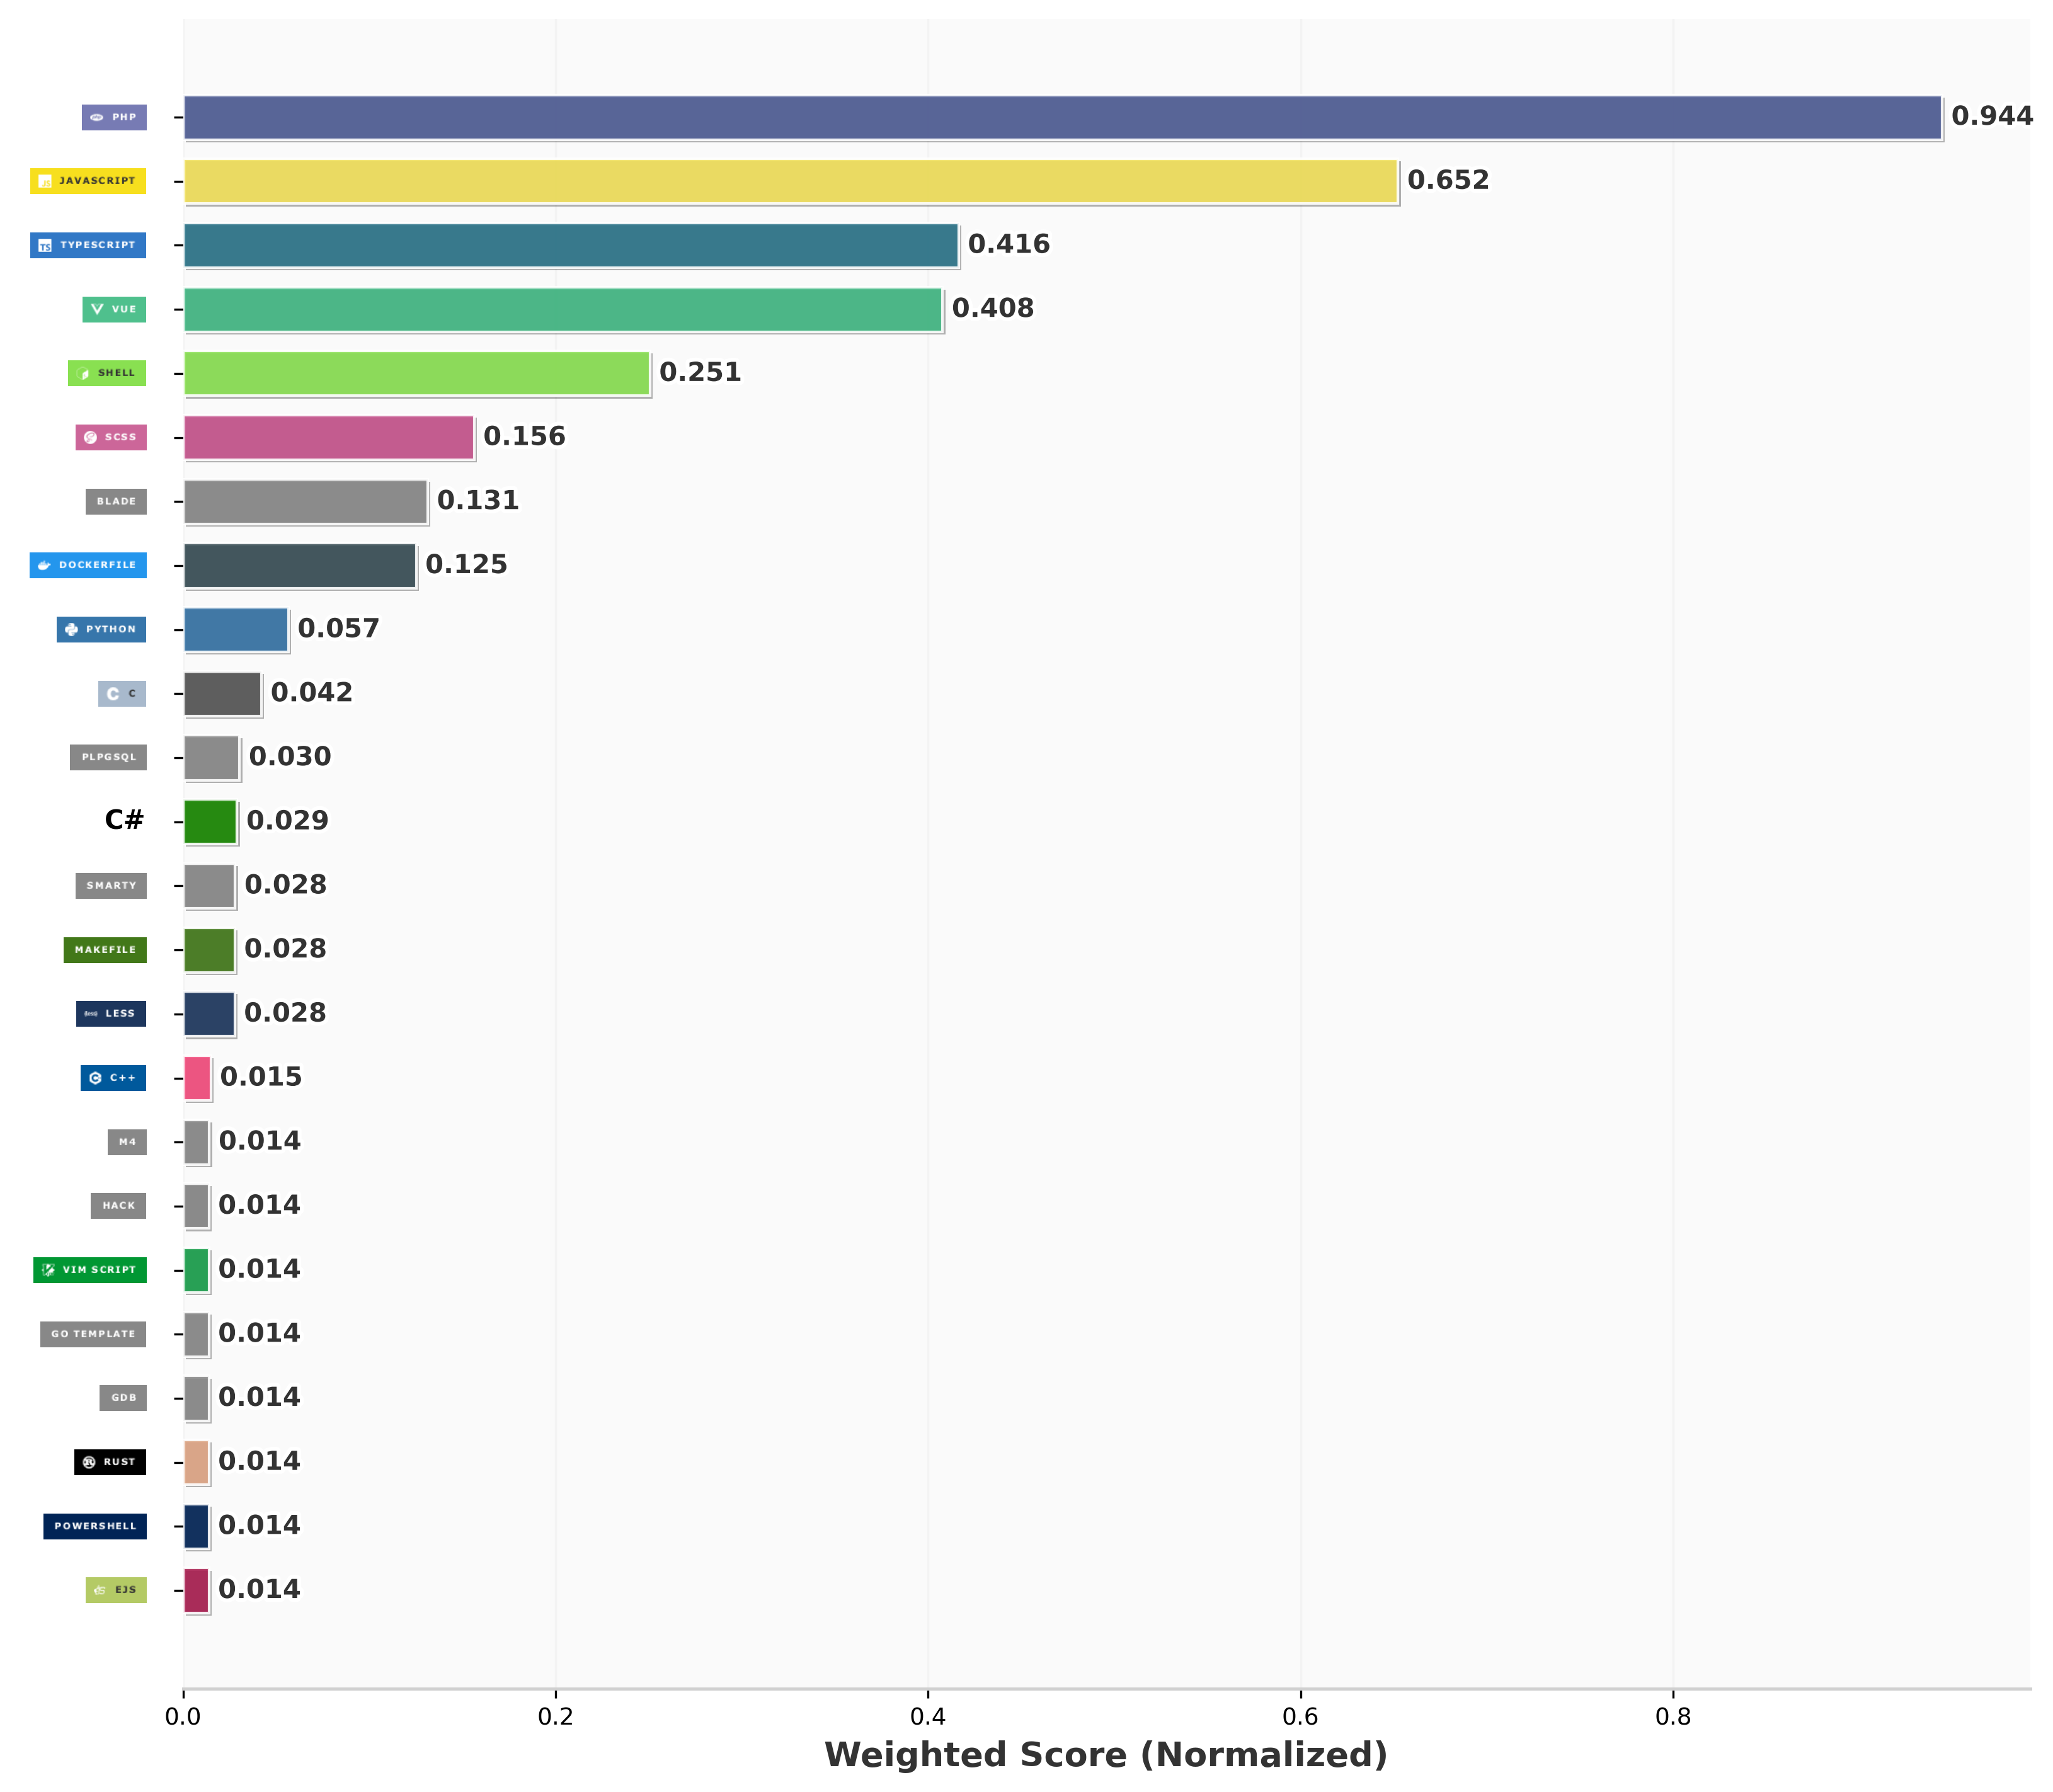 PHP 0.944
JAVASCRIPT 0.652
TYPESCRIPT 0.416
VUE 0.408
SHELL 0.251
SCSS 0.156
BLADE 0.131
DOCKERFILE 0.125
PYTHON 0.057
C C 0.042
PLPGSQL 0.030
C# 0.029
SMARTY 0.028
MAKEFILE 0.028
LESS 0.028
C++ 0.015
M4 0.014
HACK 0.014
VIM SCRIPT 0.014
GO TEMPLATE 0.014
GDB 0.014
RUST 0.014
POWERSHELL 0.014
EJS 0.014
0.0 0.2 0.4 0.6 0.8
Weighted Score (Normalized)